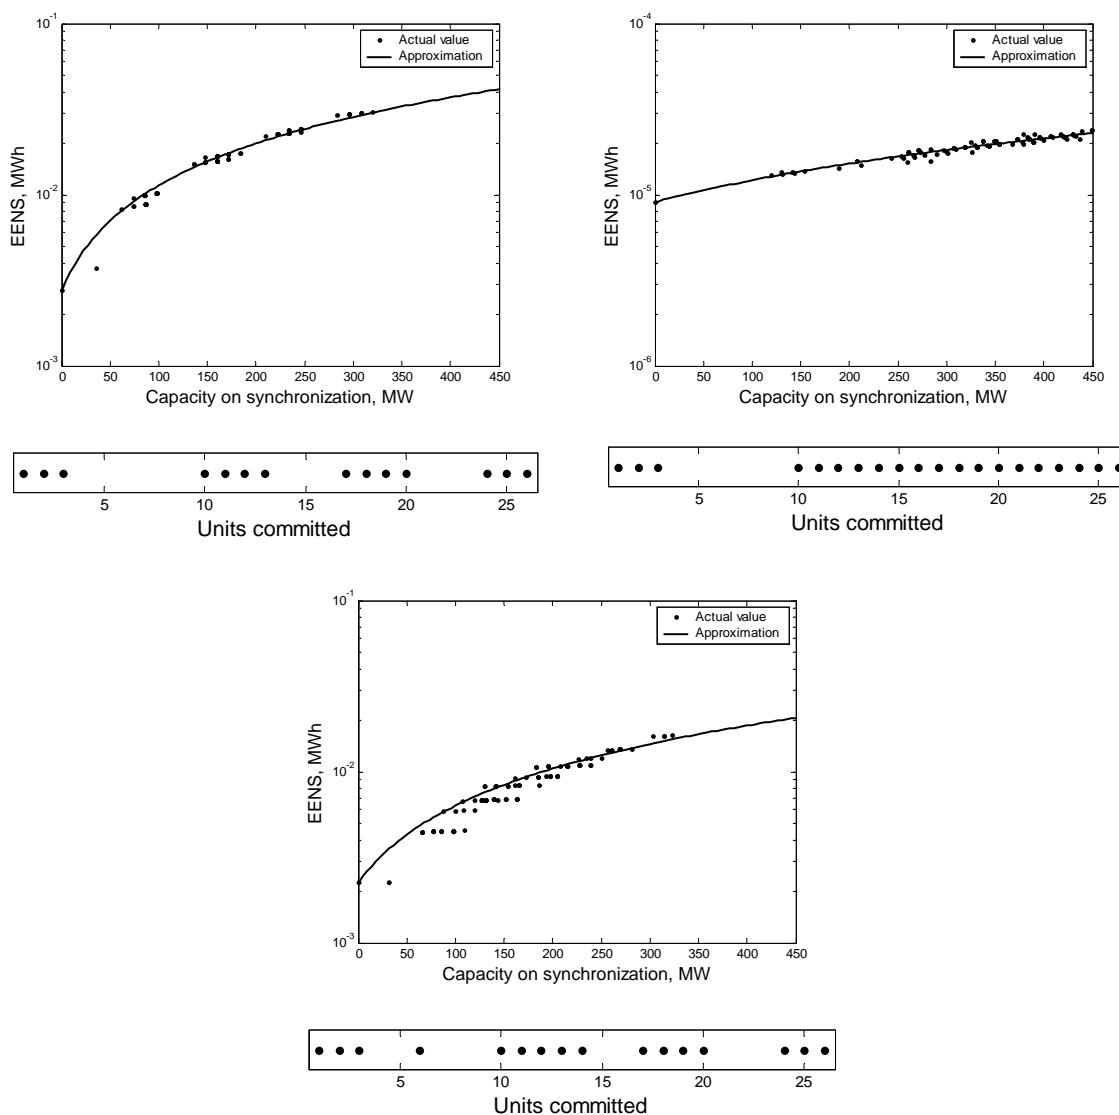 10^-1
Actual value
Approximation
10^-2
EENS, MWh
10^-3
0 50 100 150 200 250 300 350 400 450
Capacity on synchronization, MW
5 10 15 20 25
Units committed
10^-4
Actual value
Approximation
10^-5
EENS, MWh
10^-6
0 50 100 150 200 250 300 350 400 450
Capacity on synchronization, MW
5 10 15 20 25
Units committed
10^-1
Actual value
Approximation
10^-2
EENS, MWh
10^-3
0 50 100 150 200 250 300 350 400 450
Capacity on synchronization, MW
5 10 15 20 25
Units committed